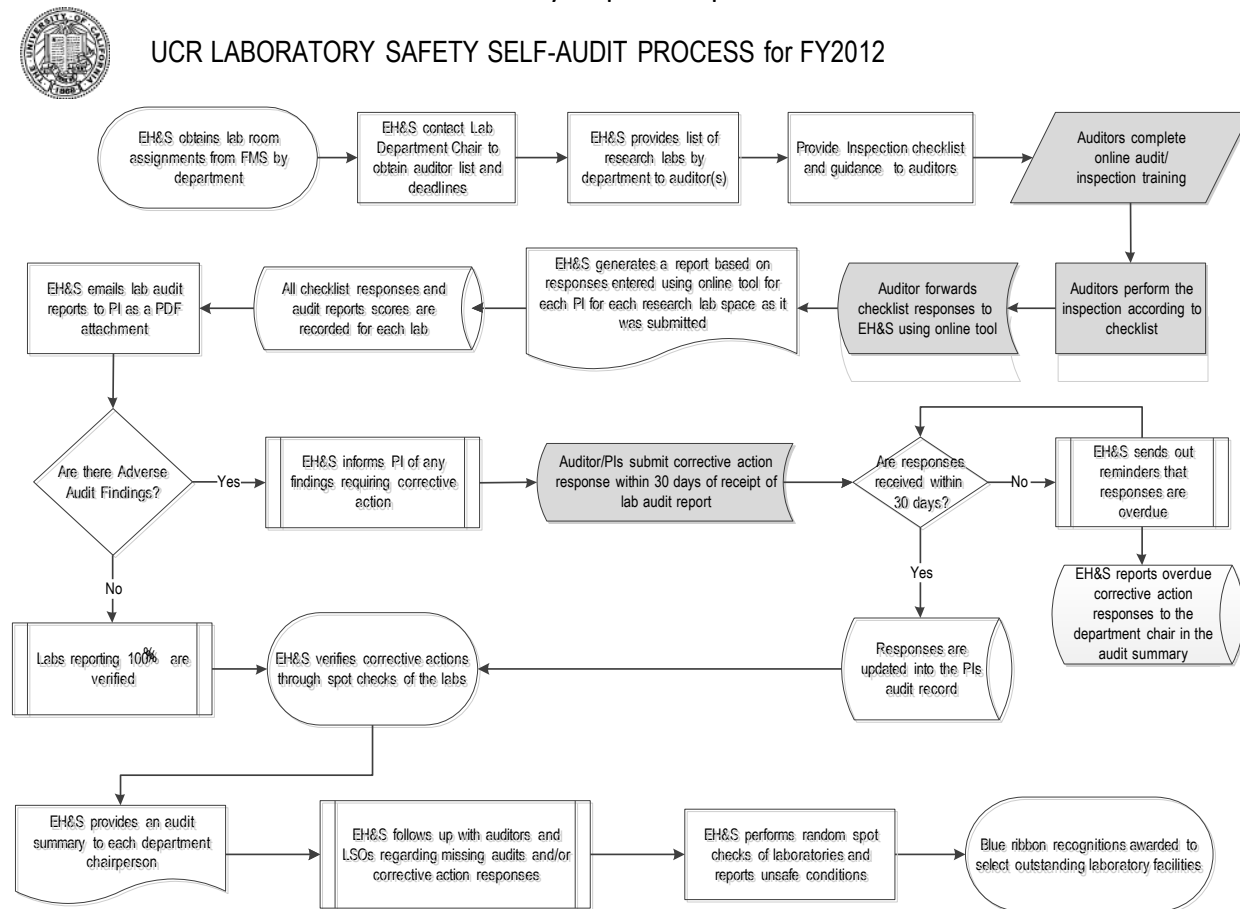 UCR LABORATORY SAFETY SELF-AUDIT PROCESS for FY2012
THE UNIVERSITY OF CALIFORNIA
1868
EH&S obtains lab room
assignments from FMS by
department
EH&S contact Lab
Department Chair to
obtain auditor list and
deadlines
EH&S provides list of
research labs by
department to auditor(s)
Provide Inspection checklist
and guidance to auditors
Auditors complete
online audit/
inspection training
Auditors perform the
inspection according to
checklist
Auditor forwards
checklist responses to
EH&S using online tool
EH&S generates a report based on
responses entered using online tool for
each PI for each research lab space as it
was submitted
All checklist responses and
audit reports scores are
recorded for each lab
EH&S emails lab audit
reports to PI as a PDF
attachment
Are there Adverse
Audit Findings?
Yes
EH&S informs PI of any
findings requiring corrective
action
Auditor/PIs submit corrective action
response within 30 days of receipt of
lab audit report
Are responses
received within
30 days?
No
EH&S sends out
reminders that
responses are
overdue
EH&S reports overdue
corrective action
responses to the
department chair in the
audit summary
Yes
Responses are
updated into the PIs
audit record
No
Labs reporting 100% are
verified
EH&S verifies corrective actions
through spot checks of the labs
EH&S provides an audit
summary to each department
chairperson
EH&S follows up with auditors and
LSOs regarding missing audits and/or
corrective action responses
EH&S performs random spot
checks of laboratories and
reports unsafe conditions
Blue ribbon recognitions awarded to
select outstanding laboratory facilities